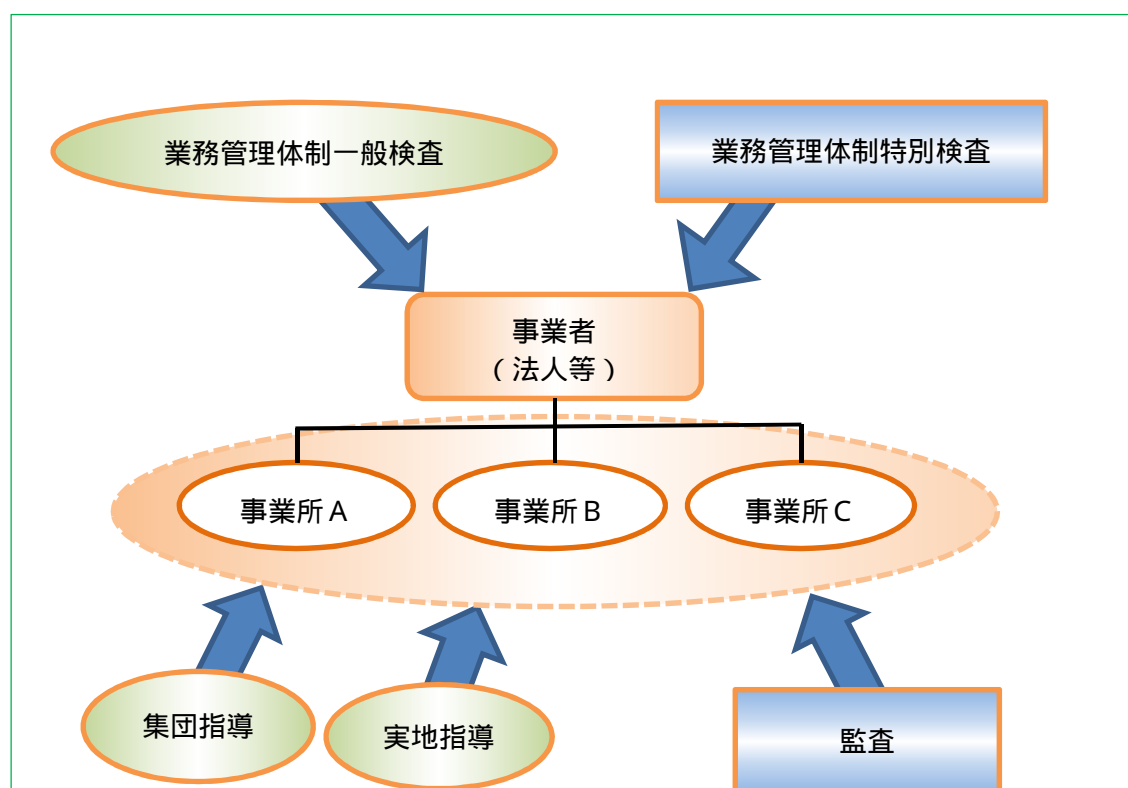 業務管理体制一般検査
業務管理体制特別検査
事業者
（法人等）
事業所A
事業所B
事業所C
集団指導
実地指導
監査